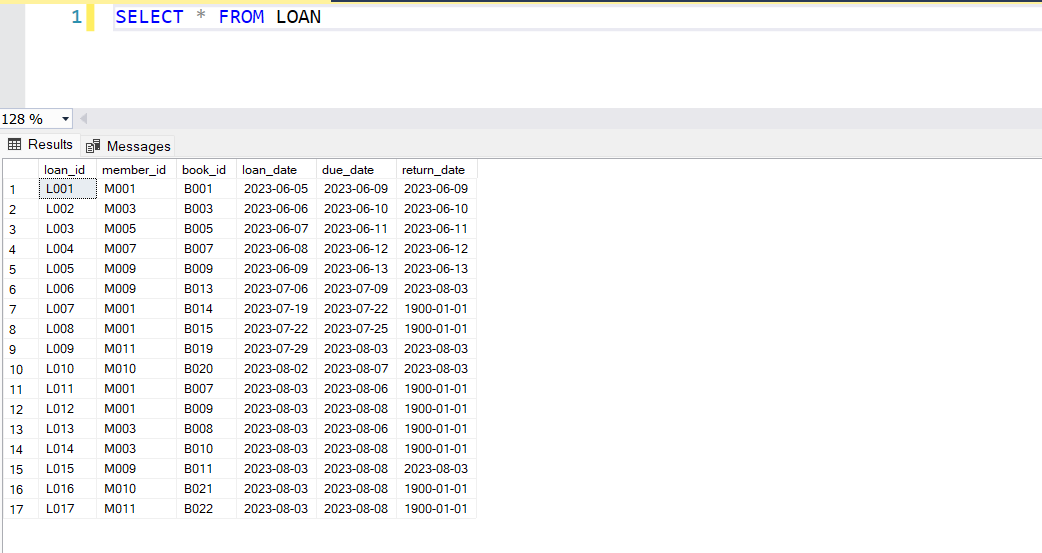 1 SELECT * FROM LOAN
128 %
Results Messages
loan_id member_id book_id loan_date due_date return_date
1 L001 M001 B001 2023-06-05 2023-06-09 2023-06-09
2 L002 M003 B003 2023-06-06 2023-06-10 2023-06-10
3 L003 M005 B005 2023-06-07 2023-06-11 2023-06-11
4 L004 M007 B007 2023-06-08 2023-06-12 2023-06-12
5 L005 M009 B009 2023-06-09 2023-06-13 2023-06-13
6 L006 M009 B013 2023-07-06 2023-07-09 2023-08-03
7 L007 M001 B014 2023-07-19 2023-07-22 1900-01-01
8 L008 M001 B015 2023-07-22 2023-07-25 1900-01-01
9 L009 M011 B019 2023-07-29 2023-08-03 2023-08-03
10 L010 M010 B020 2023-08-02 2023-08-07 2023-08-03
11 L011 M001 B007 2023-08-03 2023-08-06 1900-01-01
12 L012 M001 B009 2023-08-03 2023-08-08 1900-01-01
13 L013 M003 B008 2023-08-03 2023-08-06 1900-01-01
14 L014 M003 B010 2023-08-03 2023-08-08 1900-01-01
15 L015 M009 B011 2023-08-03 2023-08-08 2023-08-03
16 L016 M010 B021 2023-08-03 2023-08-08 1900-01-01
17 L017 M011 B022 2023-08-03 2023-08-08 1900-01-01